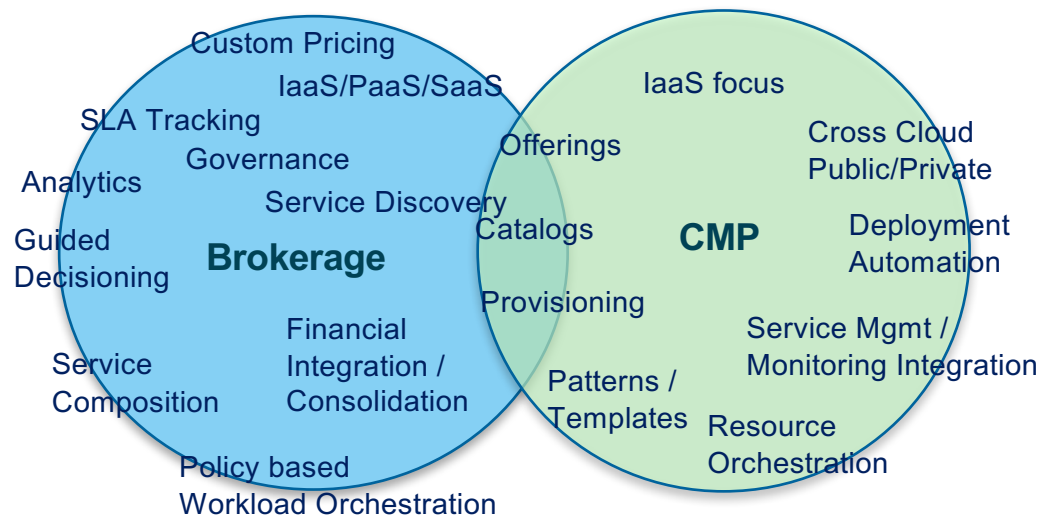 Custom Pricing
IaaS/PaaS/SaaS
SLA Tracking
Governance
Analytics
Service Discovery
Guided
Decisioning
Brokerage
Financial
Integration /
Consolidation
Service
Composition
Policy based
Workload Orchestration
Offerings
Catalogs
Provisioning
IaaS focus
Cross Cloud
Public/Private
CMP
Deployment
Automation
Service Mgmt /
Monitoring Integration
Patterns /
Templates
Resource
Orchestration